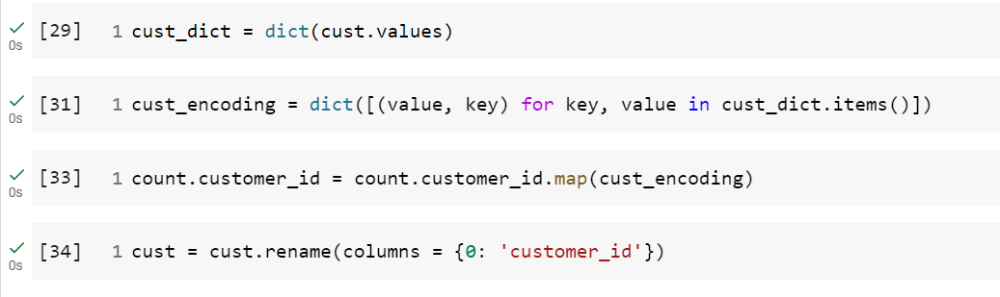 [29] 1 cust_dict = dict(cust.values)
0s
[31] 1 cust_encoding = dict([(value, key) for key, value in cust_dict.items()])
0s
[33] 1 count.customer_id = count.customer_id.map(cust_encoding)
0s
[34] 1 cust = cust.rename(columns = {0: 'customer_id'})
0s